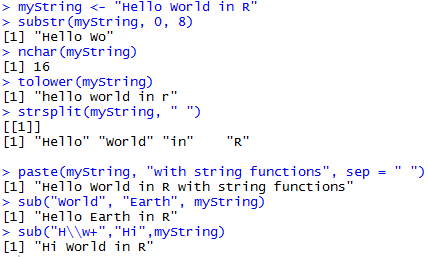 > myString <- "Hello World in R"
> substr(myString, 0, 8)
[1] "Hello Wo"
> nchar(myString)
[1] 16
> tolower(myString)
[1] "hello world in r"
> strsplit(myString, " ")
[[1]]
[1] "Hello" "World" "in"    "R"

> paste(myString, "with string functions", sep = " ")
[1] "Hello World in R with string functions"
> sub("World", "Earth", myString)
[1] "Hello Earth in R"
> sub("H\\w+","Hi",myString)
[1] "Hi World in R"